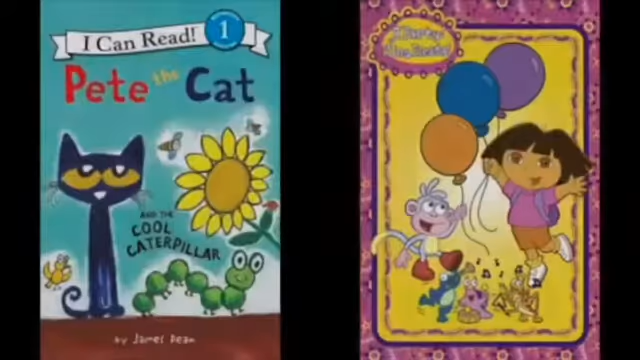 I Can Read! 1
Pete the Cat
AND THE
COOL
CATERPILLAR
by James Dean